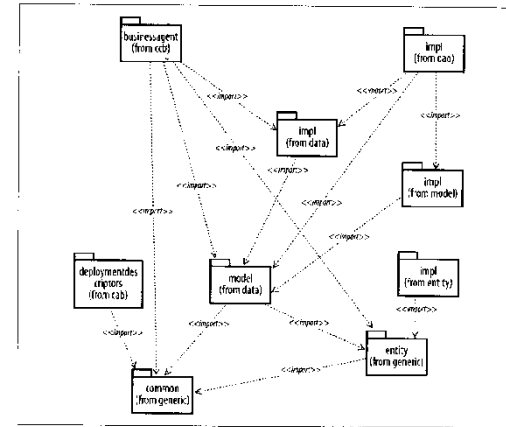 businessagent
(from ccb)
impl
(from dao)
<<import>>
<<import>>
impl
(from data)
<<import>>
<<import>>
<<import>>
<<import>>
impl
(from model)
<<import>>
<<import>>
<<import>>
deploymentdes
criptors
(from cab)
model
(from data)
impl
(from entity)
<<import>>
<<import>>
<<import>>
<<import>>
entity
(from generic)
<<import>>
common
(from generic)